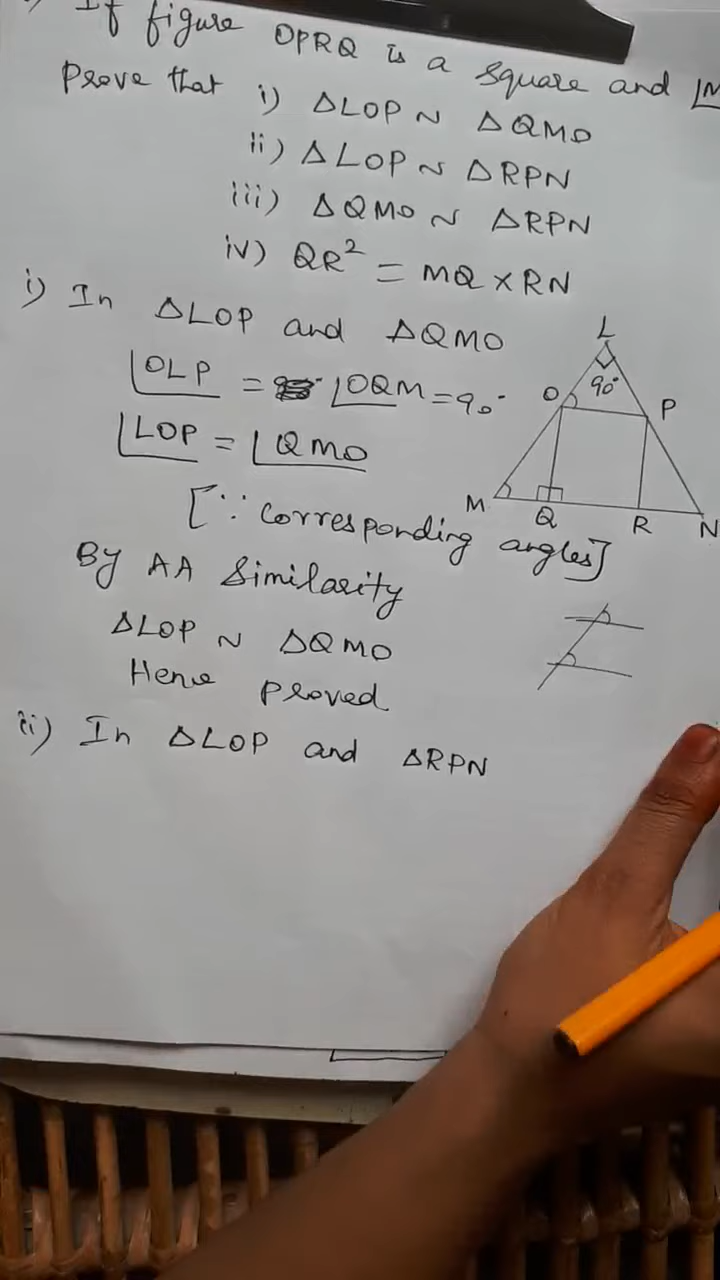 If figure OPRQ is a square and ∠M
Prove that i) ΔLOP ~ ΔQMO
ii) ΔLOP ~ ΔRPN
iii) ΔQMO ~ ΔRPN
iv) QR² = MQ × RN
i) In ΔLOP and ΔQMO
∠OLP = ∠OQM = 90°
∠LOP = ∠QMO
[∵ Corresponding angles]
By AA Similarity
ΔLOP ~ ΔQMO
Hence proved
ii) In ΔLOP and ΔRPN
L
90°
O
P
M
Q
R
N